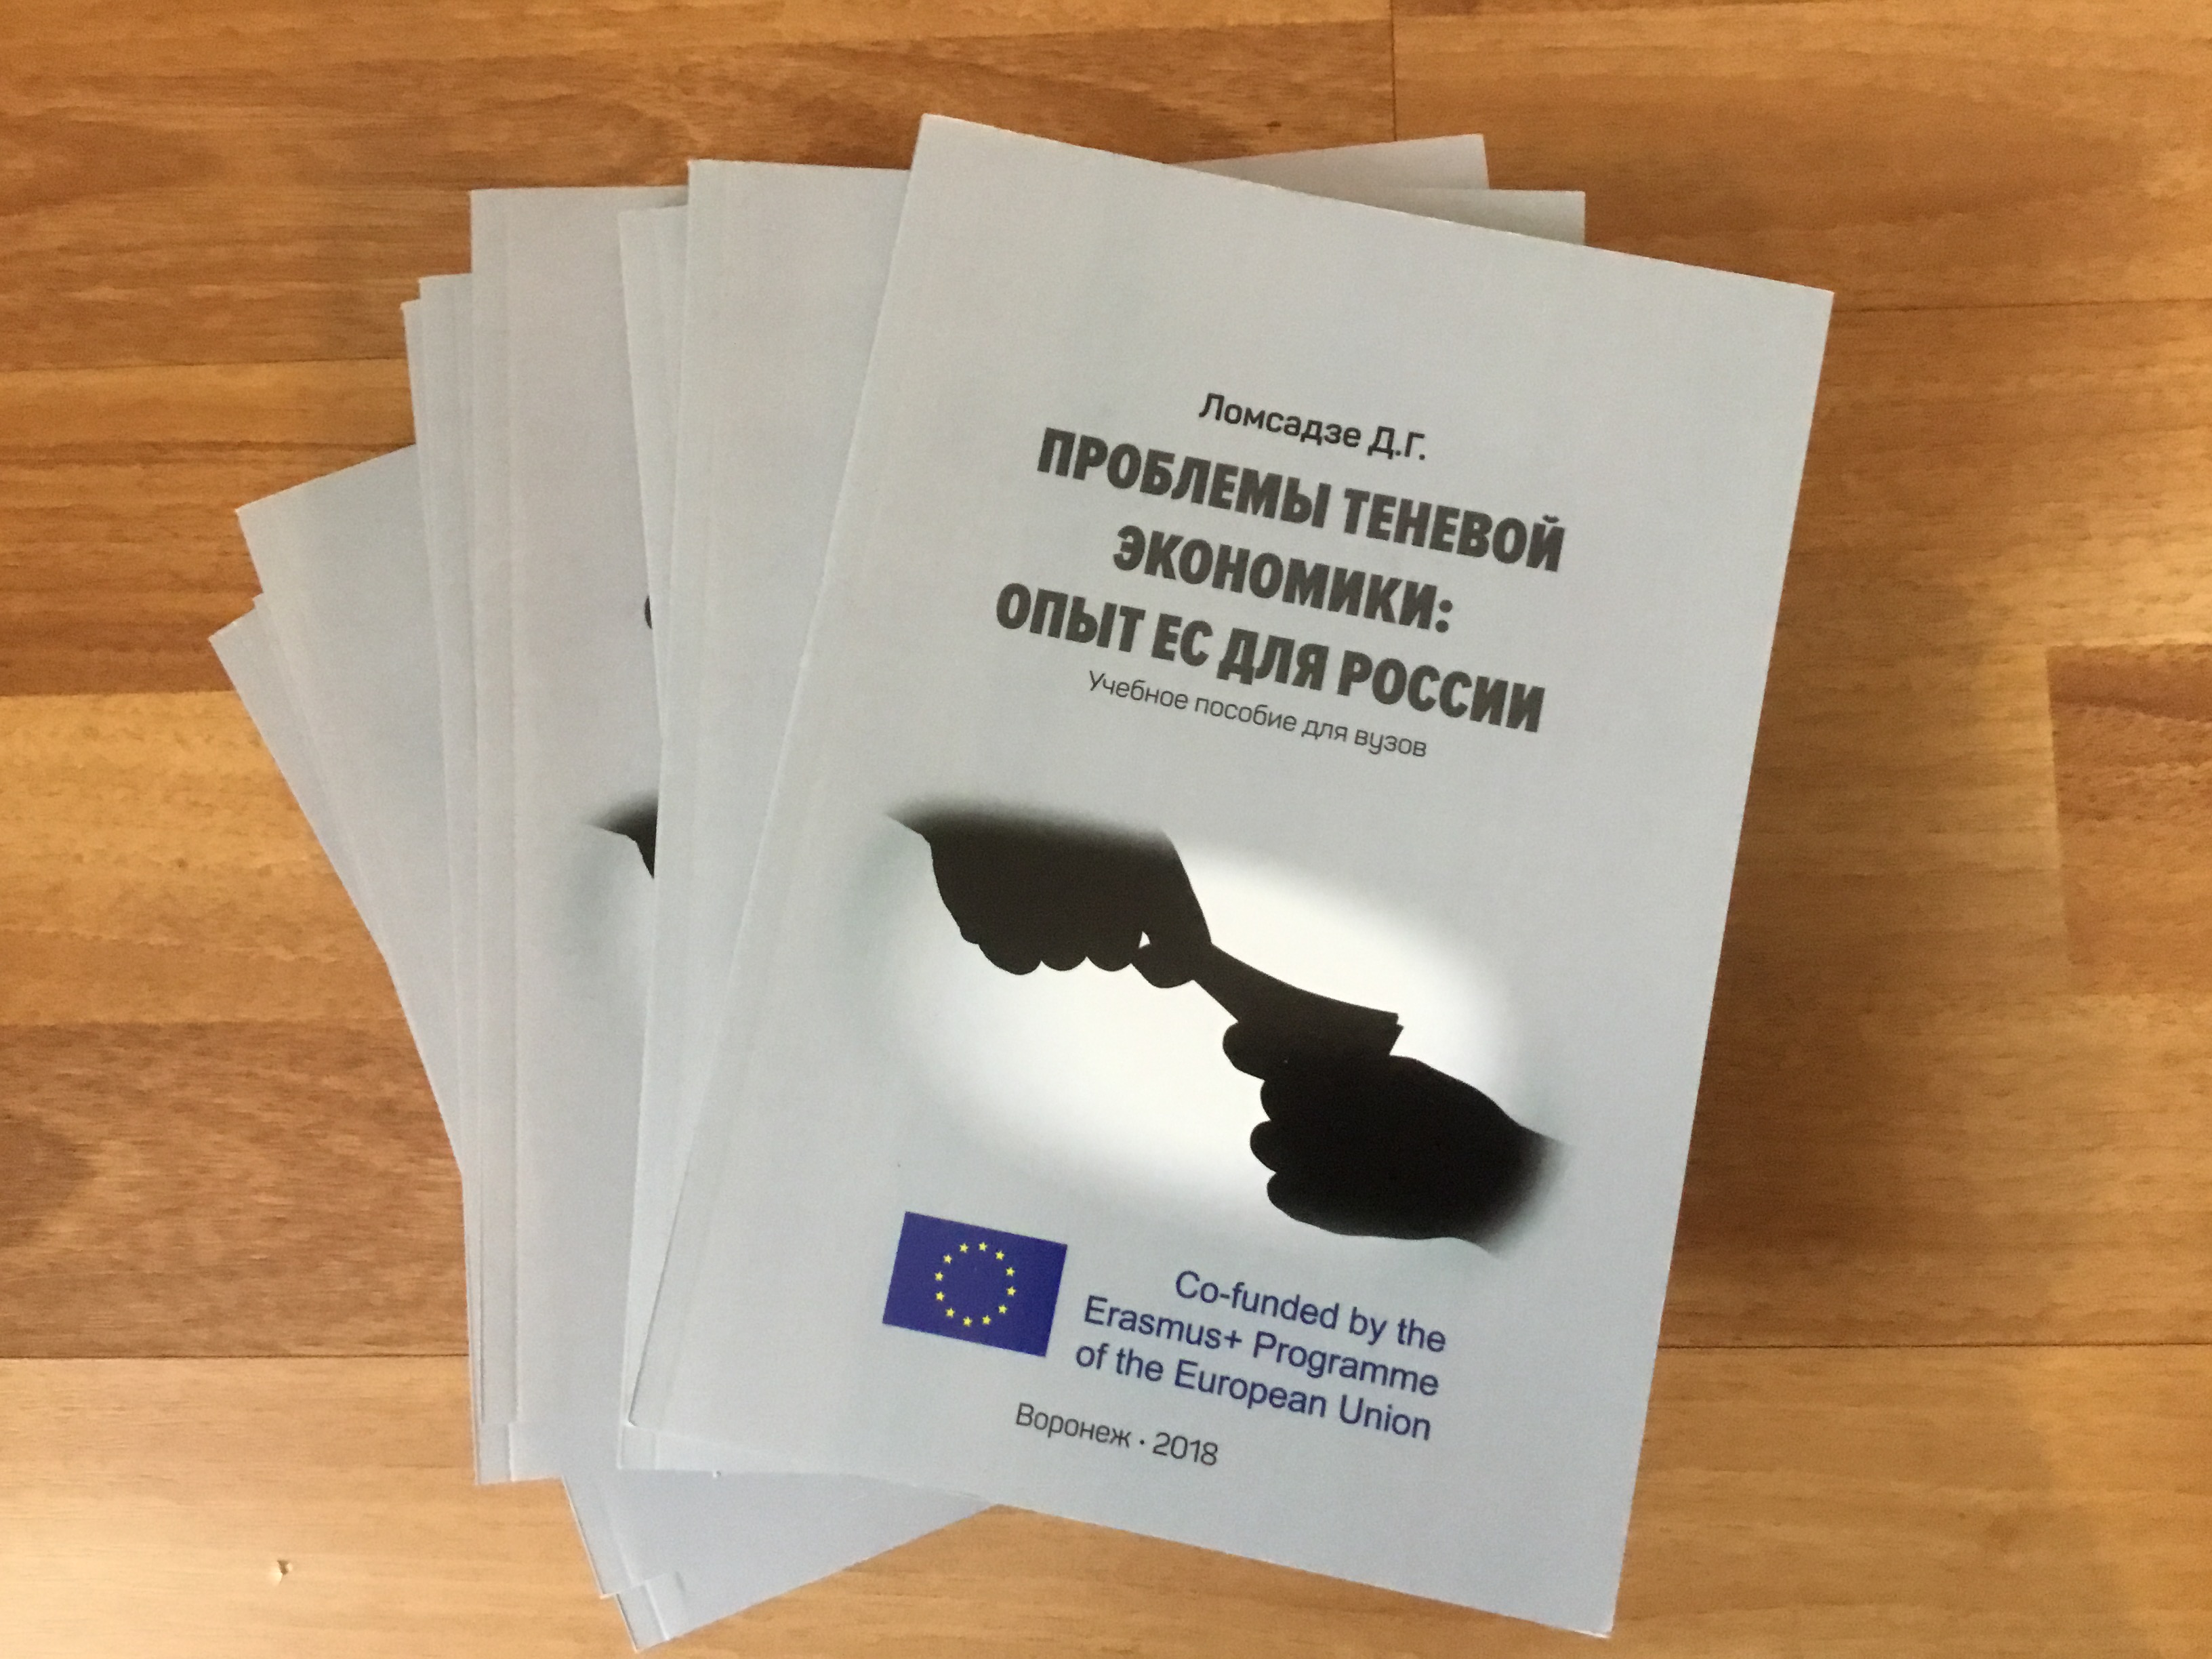 Ломсадзе Д.Г.
ПРОБЛЕМЫ ТЕНЕВОЙ
ЭКОНОМИКИ:
ОПЫТ ЕС ДЛЯ РОССИИ
Учебное пособие для вузов
Co-funded by the
Erasmus+ Programme
of the European Union
Воронеж · 2018